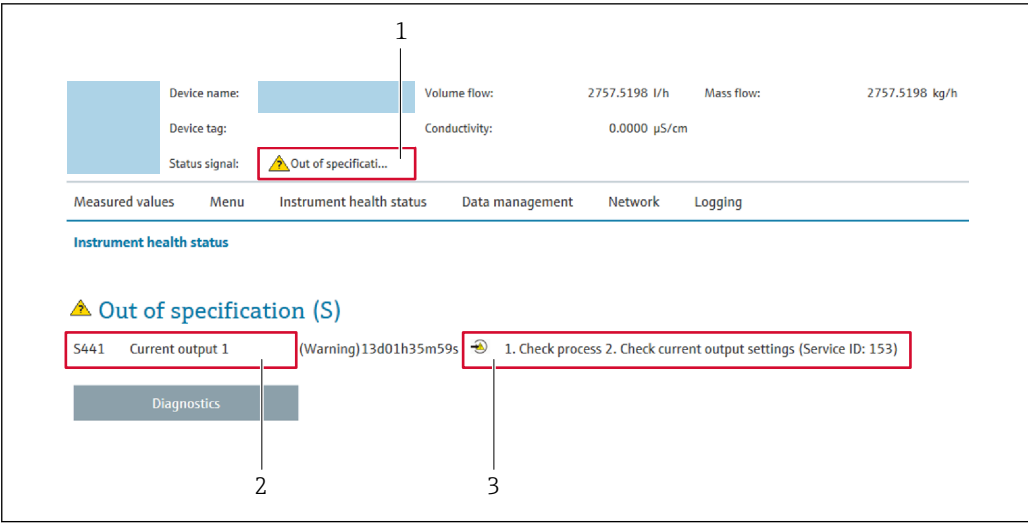 1
Device name: Volume flow: 2757.5198 l/h Mass flow: 2757.5198 kg/h
Device tag: Conductivity: 0.0000 µS/cm
Status signal: Out of specificati...
Measured values Menu Instrument health status Data management Network Logging
Instrument health status
Out of specification (S)
S441 Current output 1 (Warning)13d01h35m59s 1. Check process 2. Check current output settings (Service ID: 153)
Diagnostics
2 3